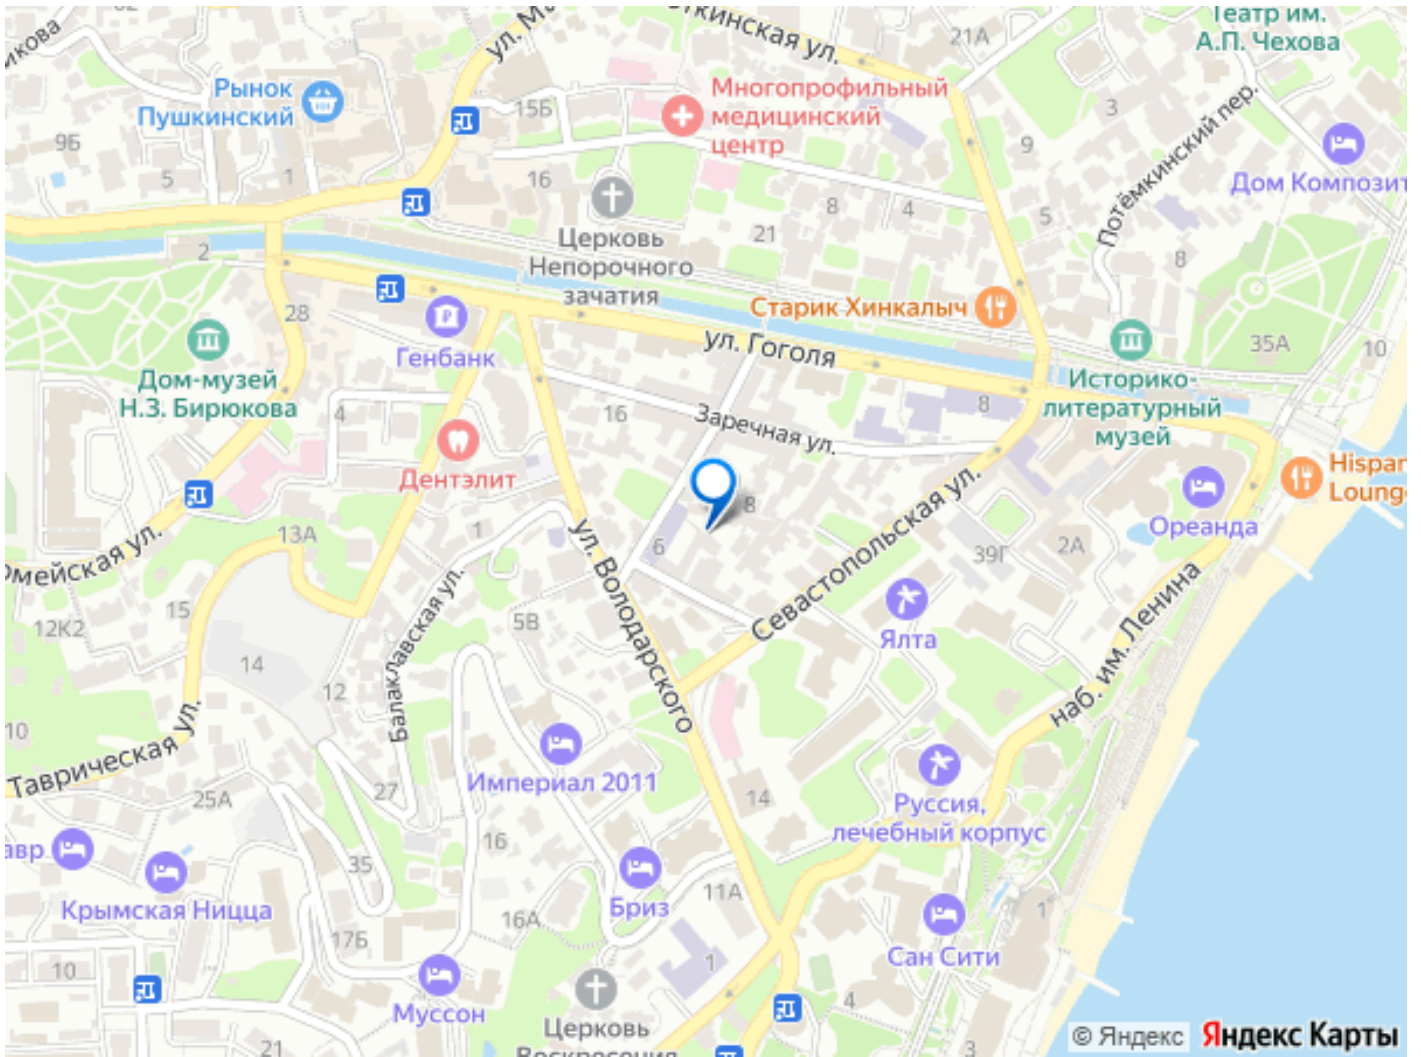 Театр им.
А.П. Чехова
21А
Рынок
Пушкинский
15Б
Многопрофильный
медицинский
центр
3
Потёмкинский пер.
9Б
5
1
16
9
Дом Композит
8
4
5
21
Церковь
Непорочного
зачатия
2
8
28
Генбанк
Старик Хинкалыч
ул. Гоголя
35А
10
Дом-музей
Н.З. Бирюкова
4
16
Заречная ул.
8
Историко-
литературный
музей
Дентэлит
Hispan
Lounge
Ореанда
8
13А
1
6
39Г
2А
ул. Володарского
Севастопольская ул.
Балаклавская ул.
15
12К2
5В
Ялта
14
12
наб. им. Ленина
10
Таврическая ул.
Империал 2011
25А
27
14
Руссия,
лечебный корпус
16
35
Крымская Ницца
Бриз
11А
16А
17Б
1
Сан Сити
10
1
Муссон
4
Церковь
Воскресения
21
3
© Яндекс
Яндекс Карты